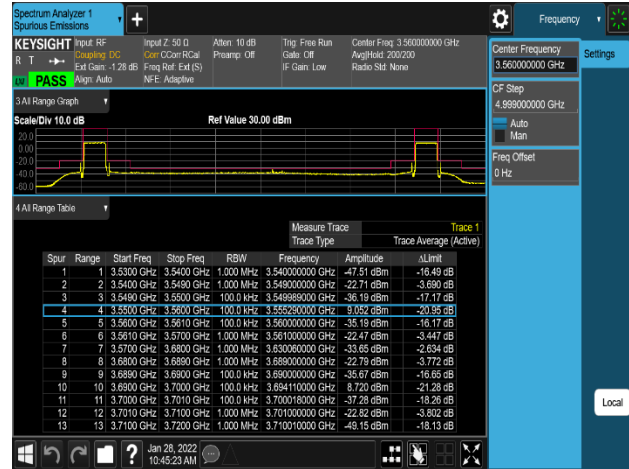 Spectrum Analyzer 1
Spurious Emissions
Frequency
KEYSIGHT Input: RF Input Z: 50 Ω Atten: 10 dB Trig: Free Run Center Freq: 3.560000000 GHz
R T Coupling: DC Corr CCorr RCal Preamp: Off Gate: Off Avg|Hold: 200/200
Ext Gain: -1.28 dB Freq Ref: Ext (S) IF Gain: Low Radio Std: None
PASS Align: Auto NFE: Adaptive
Center Frequency
3.560000000 GHz
Settings
CF Step
4.999000000 GHz
Auto
Man
Freq Offset
0 Hz
Local
3 All Range Graph
Scale/Div 10.0 dB Ref Value 30.00 dBm
20.0
0.00
-20.0
-40.0
-60.0
4 All Range Table
Measure Trace Trace 1
Trace Type Trace Average (Active)
Spur Range Start Freq Stop Freq RBW Frequency Amplitude ΔLimit
1 1 3.5300 GHz 3.5400 GHz 1.000 MHz 3.540000000 GHz -47.51 dBm -16.49 dB
2 2 3.5400 GHz 3.5490 GHz 1.000 MHz 3.549000000 GHz -22.71 dBm -3.690 dB
3 3 3.5490 GHz 3.5500 GHz 100.0 kHz 3.549989000 GHz -36.19 dBm -17.17 dB
4 4 3.5500 GHz 3.5600 GHz 100.0 kHz 3.555290000 GHz 9.052 dBm -20.95 dB
5 5 3.5600 GHz 3.5610 GHz 100.0 kHz 3.560000000 GHz -35.19 dBm -16.17 dB
6 6 3.5610 GHz 3.5700 GHz 1.000 MHz 3.561000000 GHz -22.47 dBm -3.447 dB
7 7 3.5700 GHz 3.6800 GHz 1.000 MHz 3.630060000 GHz -33.65 dBm -2.634 dB
8 8 3.6800 GHz 3.6890 GHz 1.000 MHz 3.689000000 GHz -22.79 dBm -3.772 dB
9 9 3.6890 GHz 3.6900 GHz 100.0 kHz 3.690000000 GHz -35.67 dBm -16.65 dB
10 10 3.6900 GHz 3.7000 GHz 100.0 kHz 3.694110000 GHz 8.720 dBm -21.28 dB
11 11 3.7000 GHz 3.7010 GHz 100.0 kHz 3.700018000 GHz -37.28 dBm -18.26 dB
12 12 3.7010 GHz 3.7100 GHz 1.000 MHz 3.701000000 GHz -22.82 dBm -3.802 dB
13 13 3.7100 GHz 3.7200 GHz 1.000 MHz 3.710010000 GHz -49.15 dBm -18.13 dB
Jan 28, 2022
10:45:23 AM